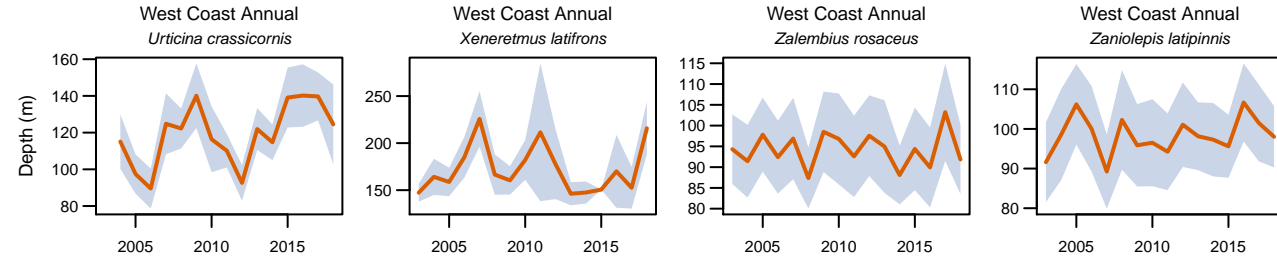 West Coast Annual
Urticina crassicornis
Depth (m)
160
140
120
100
80
2005 2010 2015
West Coast Annual
Xeneretmus latifrons
250
200
150
2005 2010 2015
West Coast Annual
Zalembius rosaceus
115
110
105
100
95
90
85
80
2005 2010 2015
West Coast Annual
Zaniolepis latipinnis
110
100
90
80
2005 2010 2015